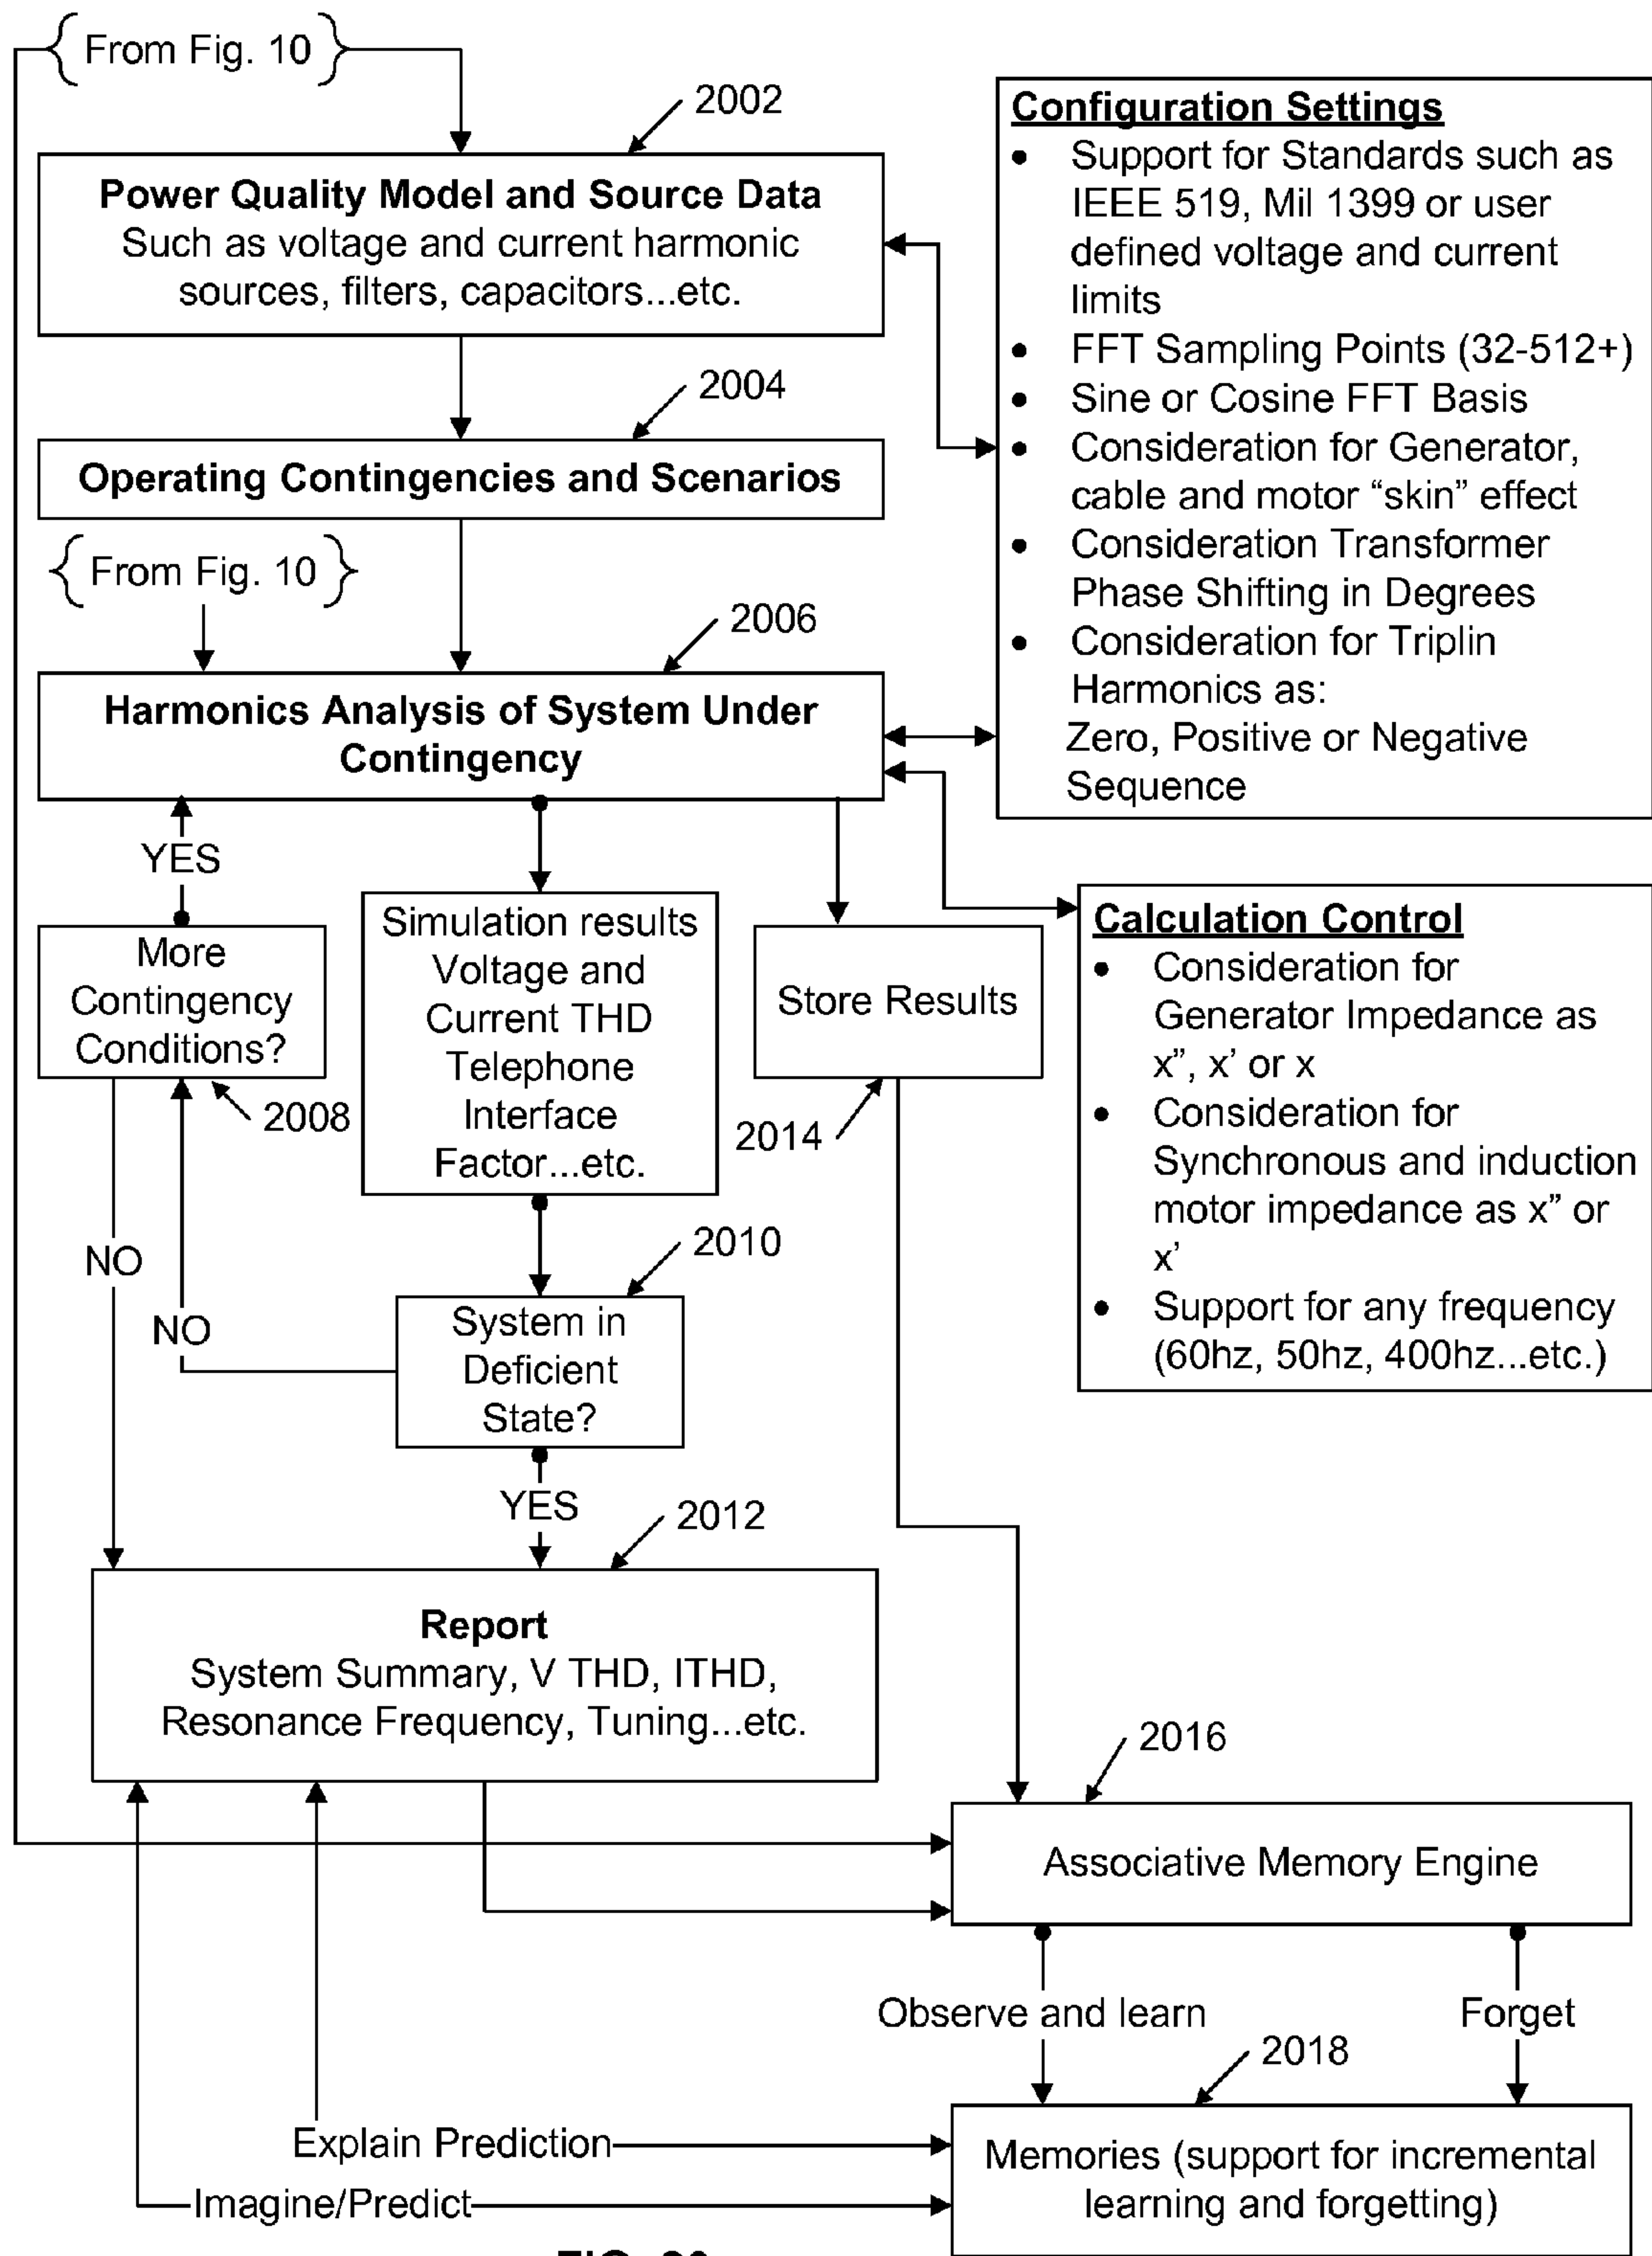 From Fig. 10
2002
Power Quality Model and Source Data
Such as voltage and current harmonic
sources, filters, capacitors...etc.
2004
Operating Contingencies and Scenarios
From Fig. 10
2006
Harmonics Analysis of System Under
Contingency
Configuration Settings
• Support for Standards such as
IEEE 519, Mil 1399 or user
defined voltage and current
limits
• FFT Sampling Points (32-512+)
• Sine or Cosine FFT Basis
• Consideration for Generator,
cable and motor “skin” effect
• Consideration Transformer
Phase Shifting in Degrees
• Consideration for Triplin
Harmonics as:
Zero, Positive or Negative
Sequence
YES
More
Contingency
Conditions?
2008
Simulation results
Voltage and
Current THD
Telephone
Interface
Factor...etc.
Store Results
2014
Calculation Control
• Consideration for
Generator Impedance as
x”, x’ or x
• Consideration for
Synchronous and induction
motor impedance as x” or
x’
• Support for any frequency
(60hz, 50hz, 400hz...etc.)
NO
NO
2010
System in
Deficient
State?
YES
2012
Report
System Summary, V THD, ITHD,
Resonance Frequency, Tuning...etc.
2016
Associative Memory Engine
Observe and learn
Forget
2018
Explain Prediction
Imagine/Predict
Memories (support for incremental
learning and forgetting)